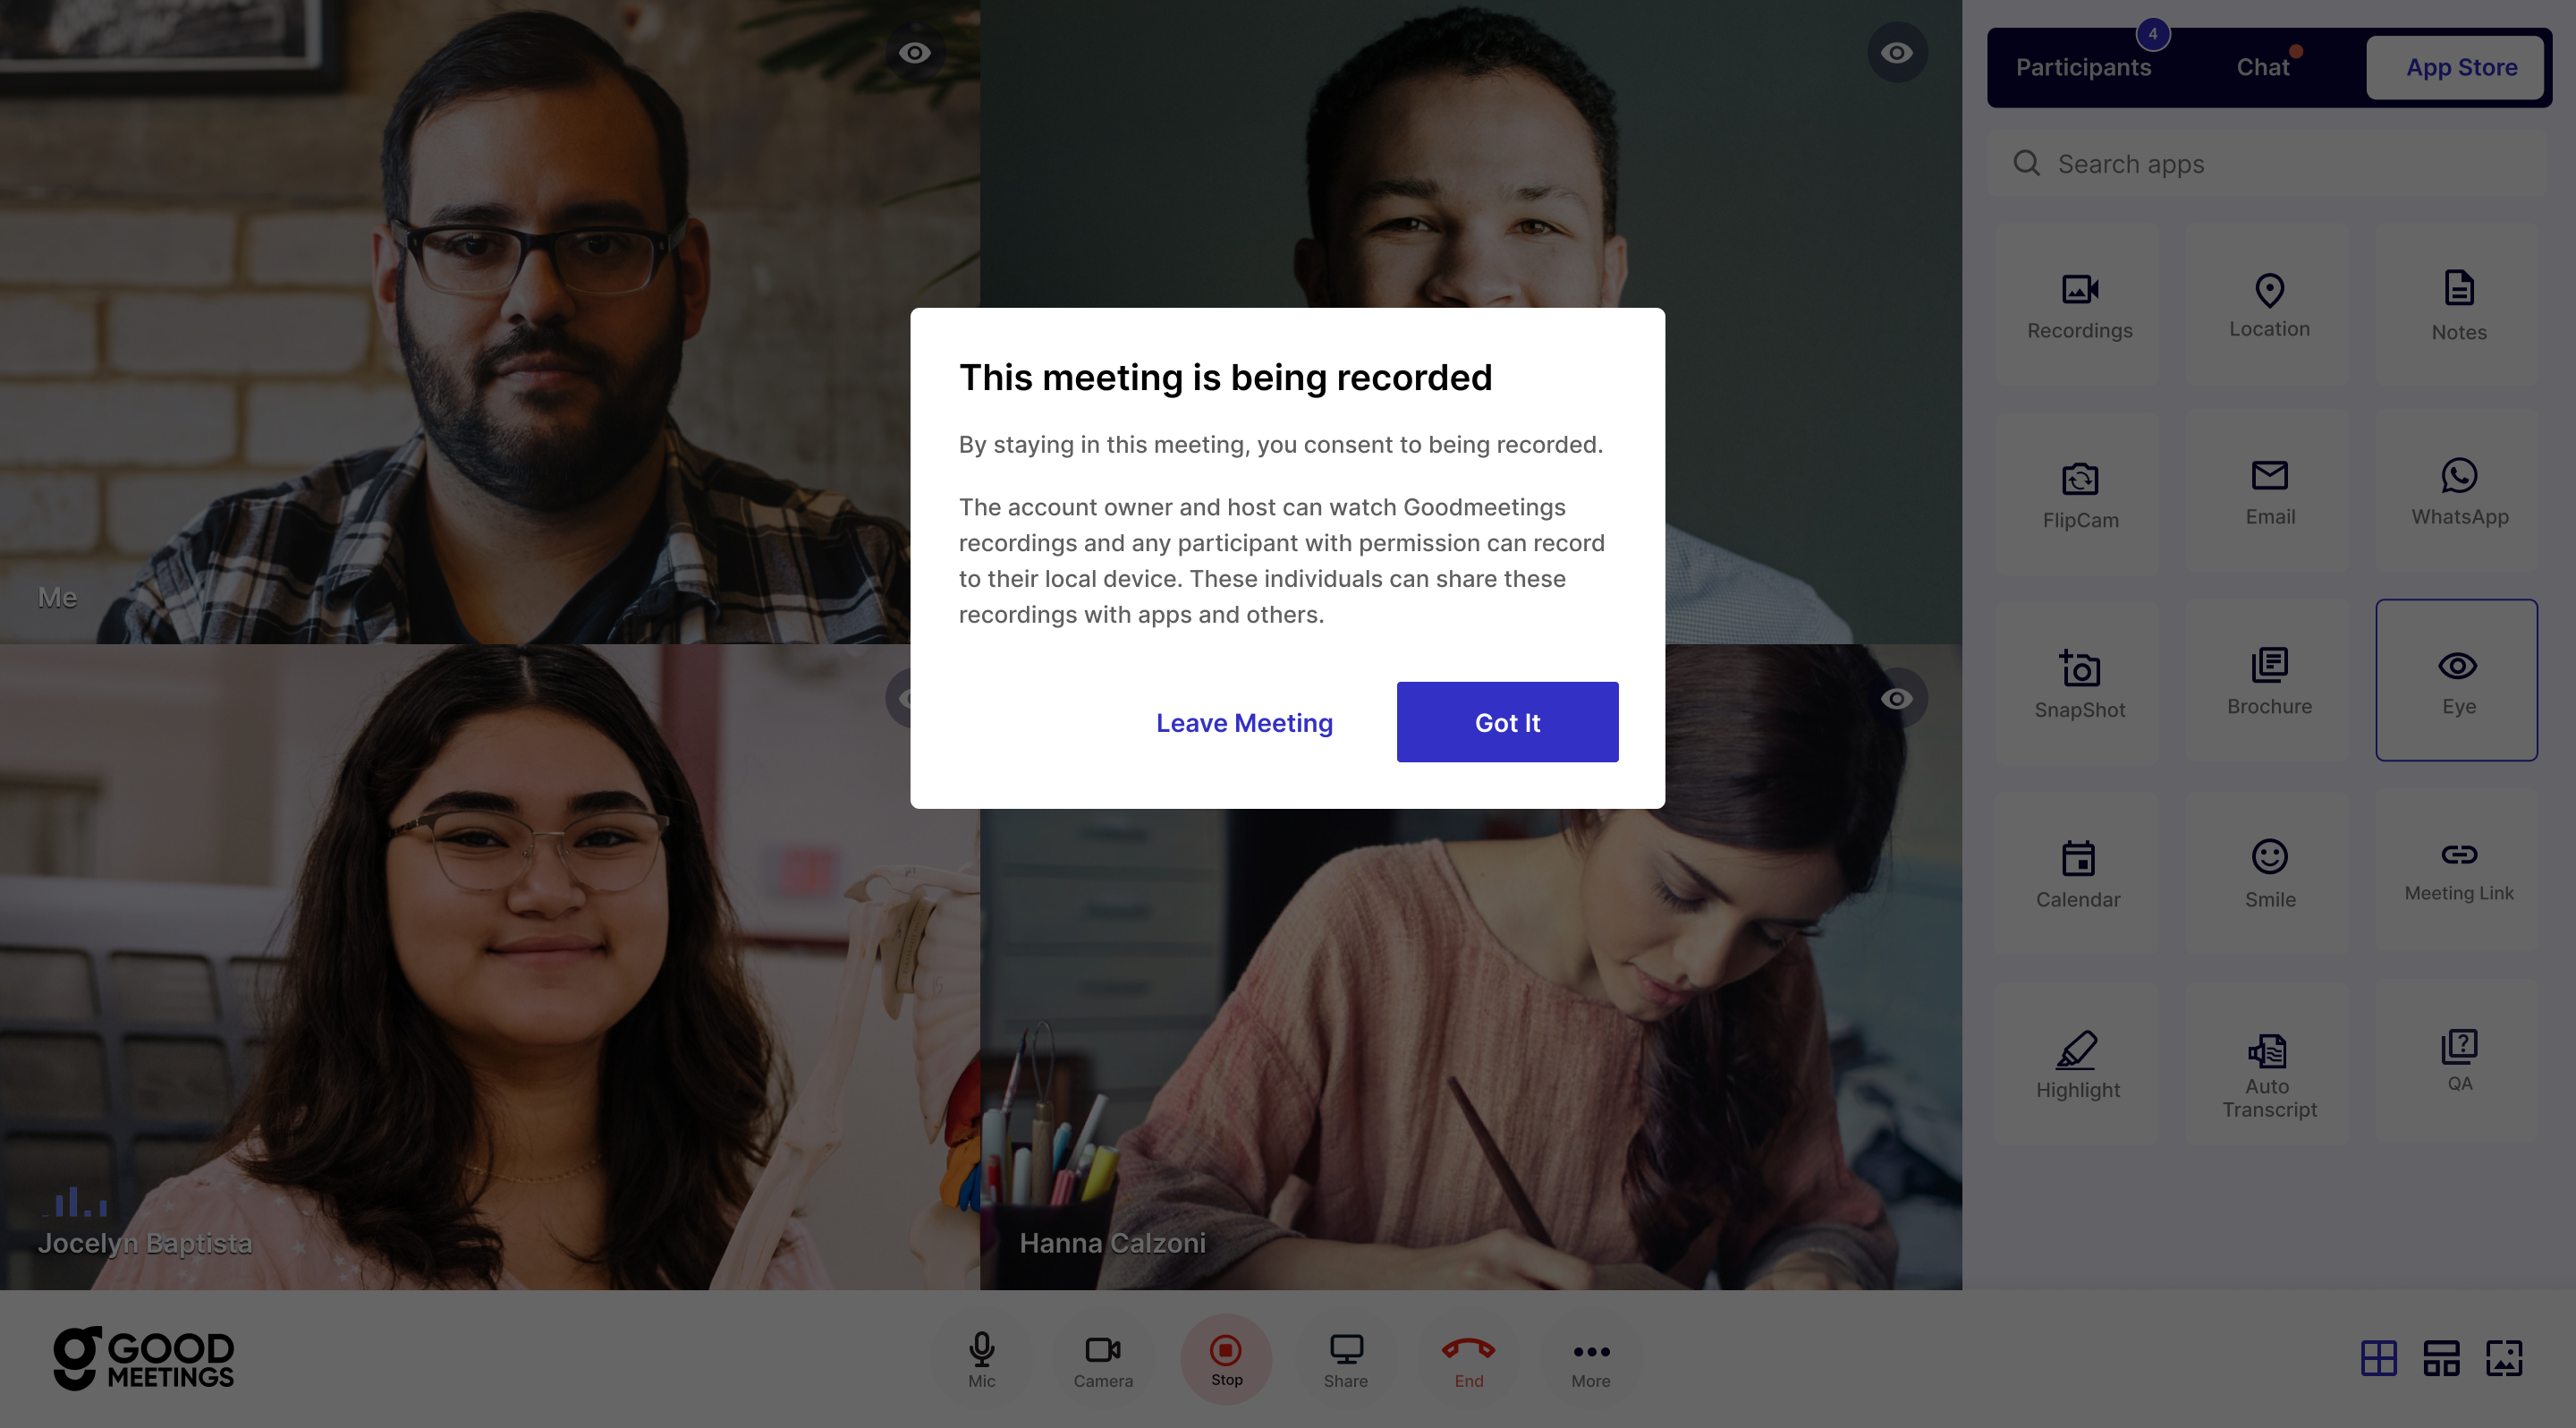 Participants
4
Chat
App Store
Search apps
Recordings
Location
Notes
FlipCam
Email
WhatsApp
SnapShot
Brochure
Eye
Calendar
Smile
Meeting Link
Highlight
Auto
Transcript
QA
Me
This meeting is being recorded
By staying in this meeting, you consent to being recorded.
The account owner and host can watch Goodmeetings
recordings and any participant with permission can record
to their local device. These individuals can share these
recordings with apps and others.
Leave Meeting
Got It
Jocelyn Baptista
Hanna Calzoni
GOOD
MEETINGS
Mic
Camera
Stop
Share
End
More